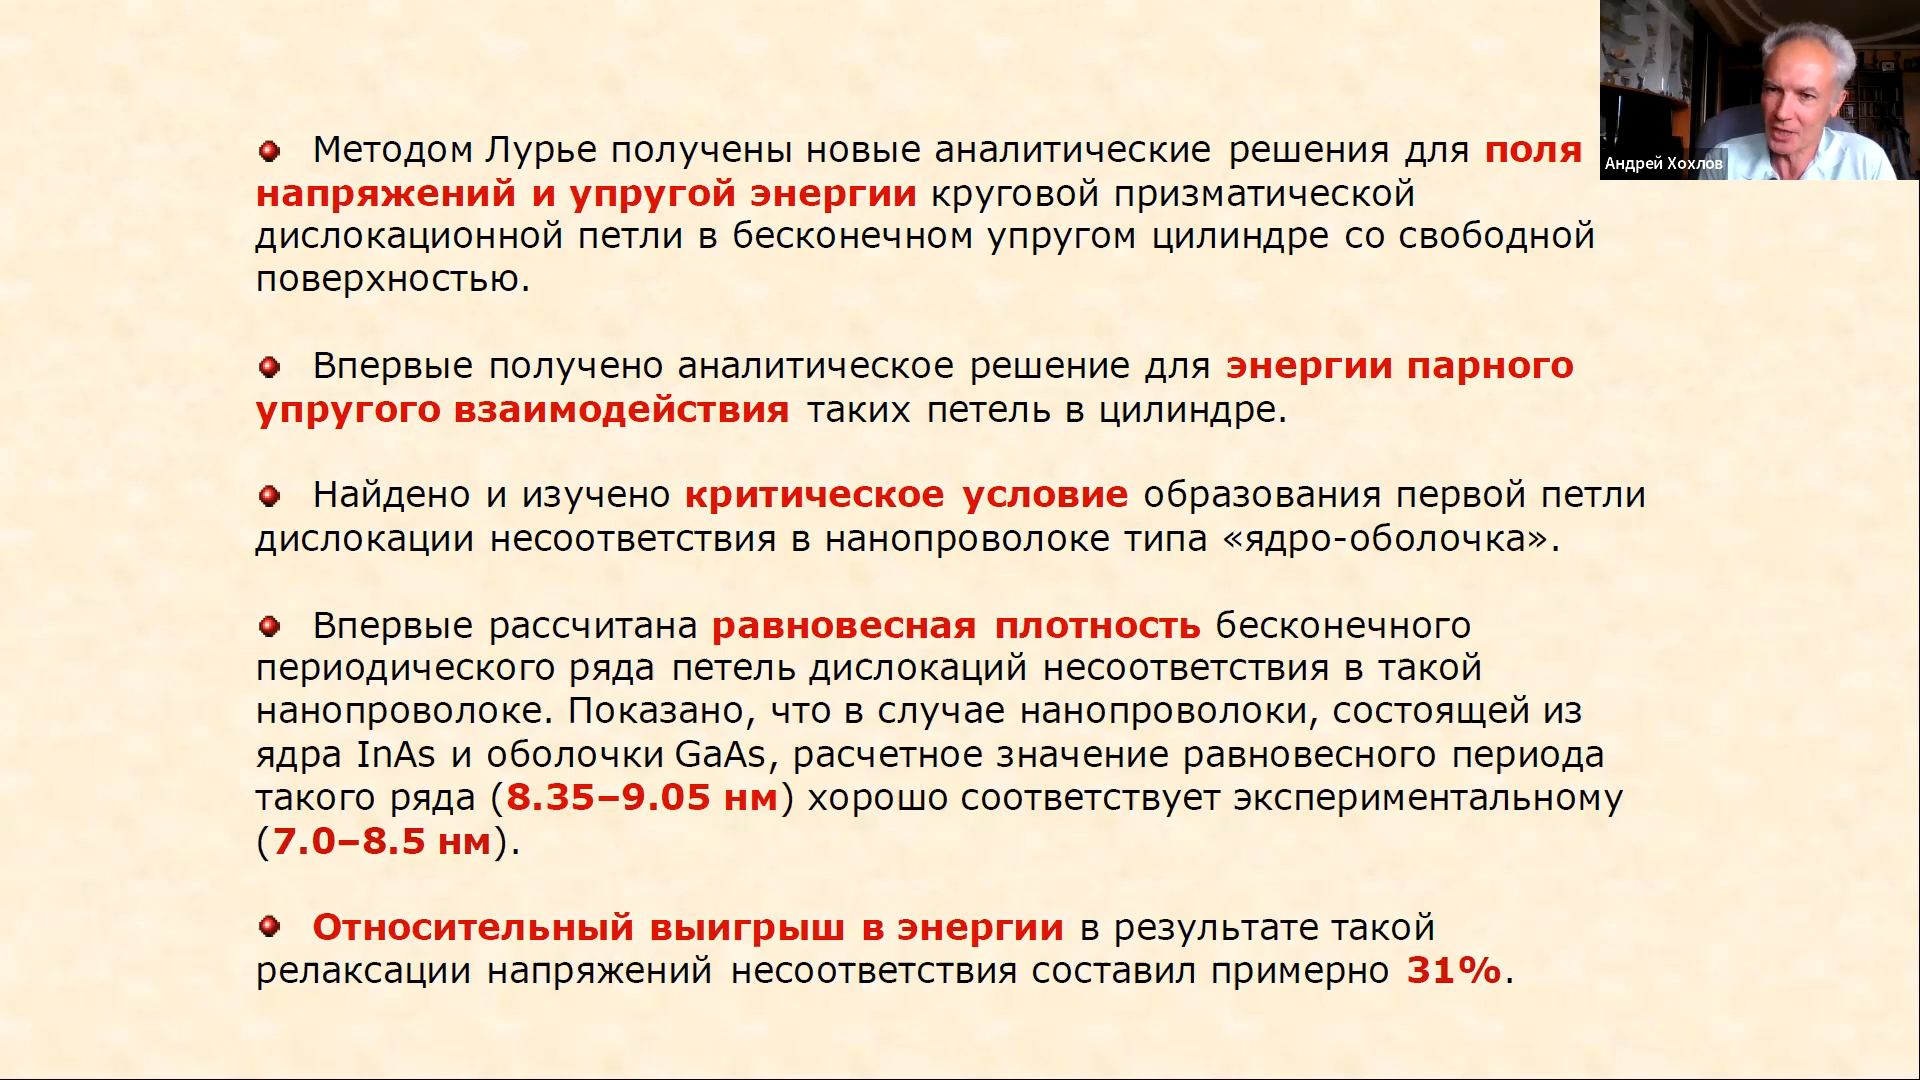 Методом Лурье получены новые аналитические решения для поля
напряжений и упругой энергии круговой призматической
дислокационной петли в бесконечном упругом цилиндре со свободной
поверхностью.
Впервые получено аналитическое решение для энергии парного
упругого взаимодействия таких петель в цилиндре.
Найдено и изучено критическое условие образования первой петли
дислокации несоответствия в нанопроволоке типа «ядро-оболочка».
Впервые рассчитана равновесная плотность бесконечного
периодического ряда петель дислокаций несоответствия в такой
нанопроволоке. Показано, что в случае нанопроволоки, состоящей из
ядра InAs и оболочки GaAs, расчетное значение равновесного периода
такого ряда (8.35–9.05 нм) хорошо соответствует экспериментальному
(7.0–8.5 нм).
Относительный выигрыш в энергии в результате такой
релаксации напряжений несоответствия составил примерно 31%.
Андрей Хохлов